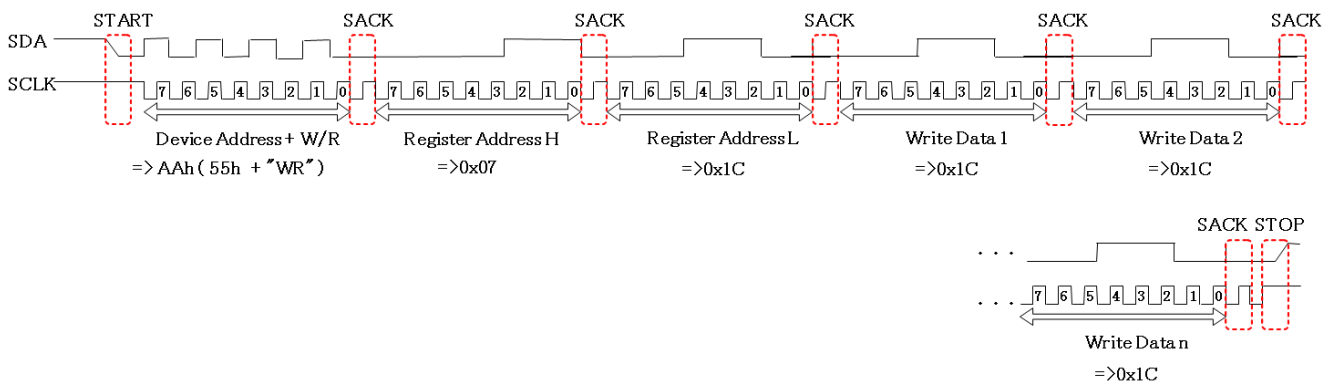 START SACK SACK SACK SACK SACK
SDA
SCLK
7 6 5 4 3 2 1 0 7 6 5 4 3 2 1 0 7 6 5 4 3 2 1 0 7 6 5 4 3 2 1 0 7 6 5 4 3 2 1 0
Device Address + W/R Register Address H Register Address L Write Data 1 Write Data 2
=> AAh ( 55h + "WR" ) =>0x07 =>0x1C =>0x1C =>0x1C
SACK STOP
· · ·
· · · 7 6 5 4 3 2 1 0
Write Data n
=>0x1C